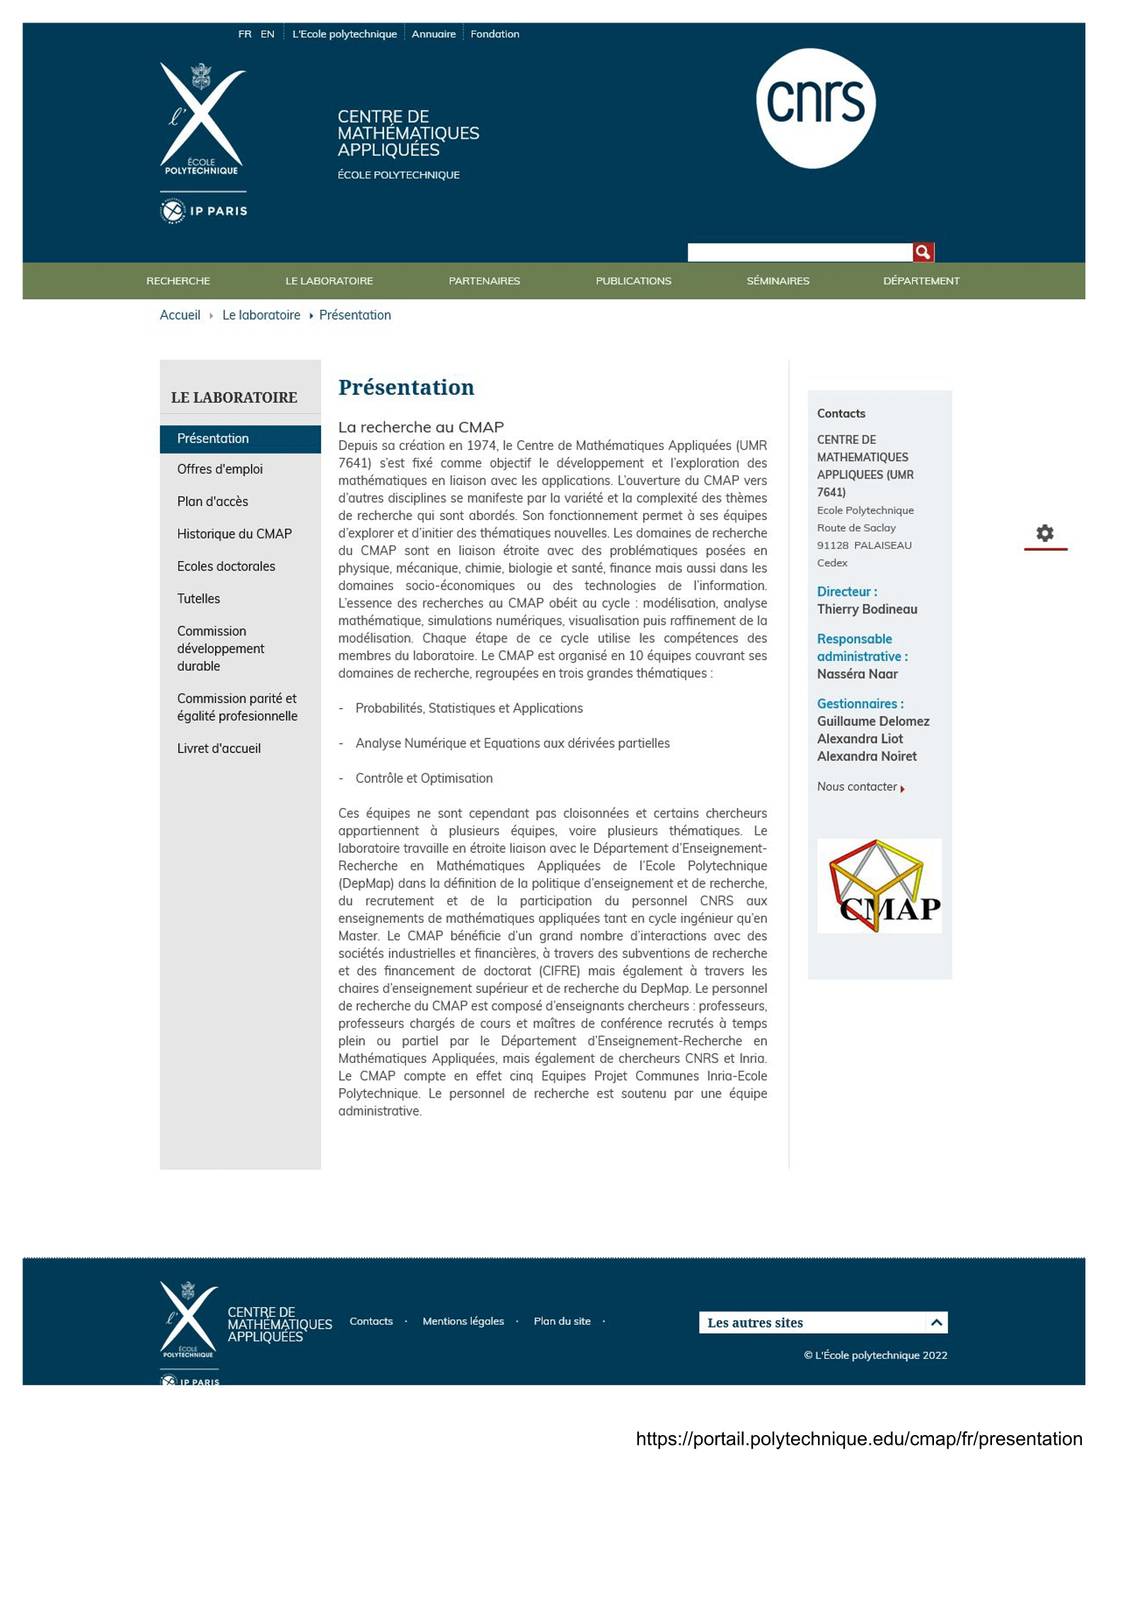 FR EN L'Ecole polytechnique Annuaire Fondation
l'X
ÉCOLE
POLYTECHNIQUE
IP PARIS
CENTRE DE
MATHÉMATIQUES
APPLIQUÉES
ÉCOLE POLYTECHNIQUE
cnrs
RECHERCHE LE LABORATOIRE PARTENAIRES PUBLICATIONS SÉMINAIRES DÉPARTEMENT
Accueil Le laboratoire Présentation
LE LABORATOIRE
Présentation
Offres d'emploi
Plan d'accès
Historique du CMAP
Ecoles doctorales
Tutelles
Commission
développement
durable
Commission parité et
égalité profesionnelle
Livret d'accueil
Présentation
La recherche au CMAP
Depuis sa création en 1974, le Centre de Mathématiques Appliquées (UMR
7641) s'est fixé comme objectif le développement et l'exploration des
mathématiques en liaison avec les applications. L'ouverture du CMAP vers
d'autres disciplines se manifeste par la variété et la complexité des thèmes
de recherche qui sont abordés. Son fonctionnement permet à ses équipes
d'explorer et d'initier des thématiques nouvelles. Les domaines de recherche
du CMAP sont en liaison étroite avec des problématiques posées en
physique, mécanique, chimie, biologie et santé, finance mais aussi dans les
domaines socio-économiques ou des technologies de l'information.
L'essence des recherches au CMAP obéit au cycle : modélisation, analyse
mathématique, simulations numériques, visualisation puis raffinement de la
modélisation. Chaque étape de ce cycle utilise les compétences des
membres du laboratoire. Le CMAP est organisé en 10 équipes couvrant ses
domaines de recherche, regroupées en trois grandes thématiques :
- Probabilités, Statistiques et Applications
- Analyse Numérique et Equations aux dérivées partielles
- Contrôle et Optimisation
Ces équipes ne sont cependant pas cloisonnées et certains chercheurs
appartiennent à plusieurs équipes, voire plusieurs thématiques. Le
laboratoire travaille en étroite liaison avec le Département d'Enseignement-
Recherche en Mathématiques Appliquées de l'Ecole Polytechnique
(DepMap) dans la définition de la politique d'enseignement et de recherche,
du recrutement et de la participation du personnel CNRS aux
enseignements de mathématiques appliquées tant en cycle ingénieur qu'en
Master. Le CMAP bénéficie d'un grand nombre d'interactions avec des
sociétés industrielles et financières, à travers des subventions de recherche
et des financement de doctorat (CIFRE) mais également à travers les
chaires d'enseignement supérieur et de recherche du DepMap. Le personnel
de recherche du CMAP est composé d'enseignants chercheurs : professeurs,
professeurs chargés de cours et maîtres de conférence recrutés à temps
plein ou partiel par le Département d'Enseignement-Recherche en
Mathématiques Appliquées, mais également de chercheurs CNRS et Inria.
Le CMAP compte en effet cinq Equipes Projet Communes Inria-Ecole
Polytechnique. Le personnel de recherche est soutenu par une équipe
administrative.
Contacts
CENTRE DE
MATHEMATIQUES
APPLIQUEES (UMR
7641)
Ecole Polytechnique
Route de Saclay
91128 PALAISEAU
Cedex
Directeur :
Thierry Bodineau
Responsable
administrative :
Nasséra Naar
Gestionnaires :
Guillaume Delomez
Alexandra Liot
Alexandra Noiret
Nous contacter
CMAP
l'X
ÉCOLE
POLYTECHNIQUE
IP PARIS
CENTRE DE
MATHÉMATIQUES
APPLIQUÉES
Contacts · Mentions légales · Plan du site ·
Les autres sites
© L'École polytechnique 2022
https://portail.polytechnique.edu/cmap/fr/presentation